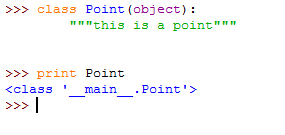 >>> class Point(object):
        """this is a point"""
>>> print Point
<class '__main__.Point'>
>>>